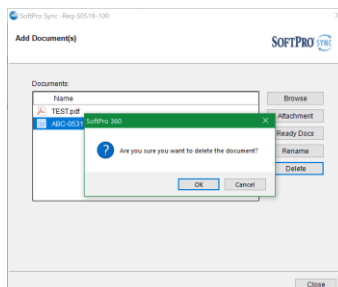 SoftPro Sync -Req-S0519-100
Add Document(s)
SOFTPRO SYNC
Documents:
Name
Browse
TEST.pdf
Attachment
ABC-0531
SoftPro 360
Ready Docs
Are you sure you want to delete the document?
Rename
Delete
OK Cancel
Close